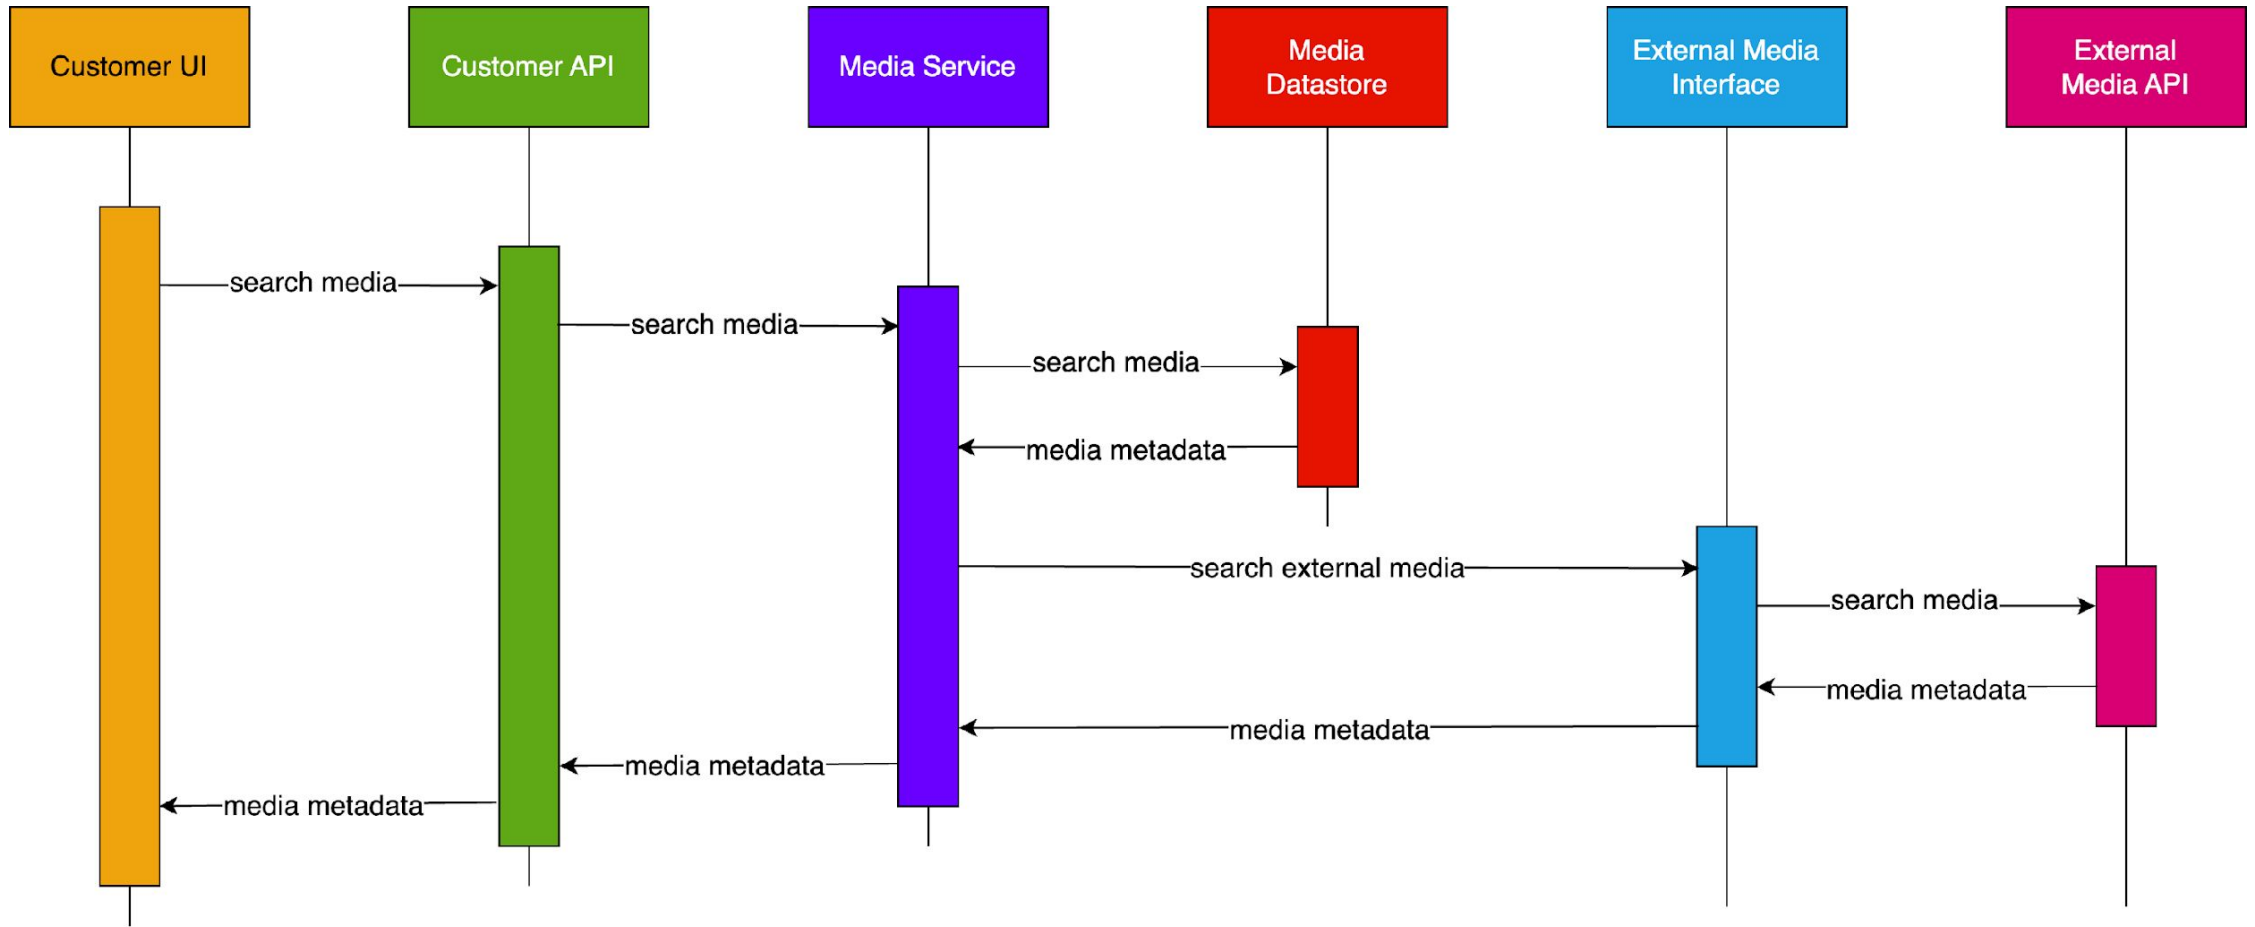 Customer UI
Customer API
Media Service
Media
Datastore
External Media
Interface
External
Media API
search media
search media
search media
media metadata
search external media
search media
media metadata
media metadata
media metadata
media metadata